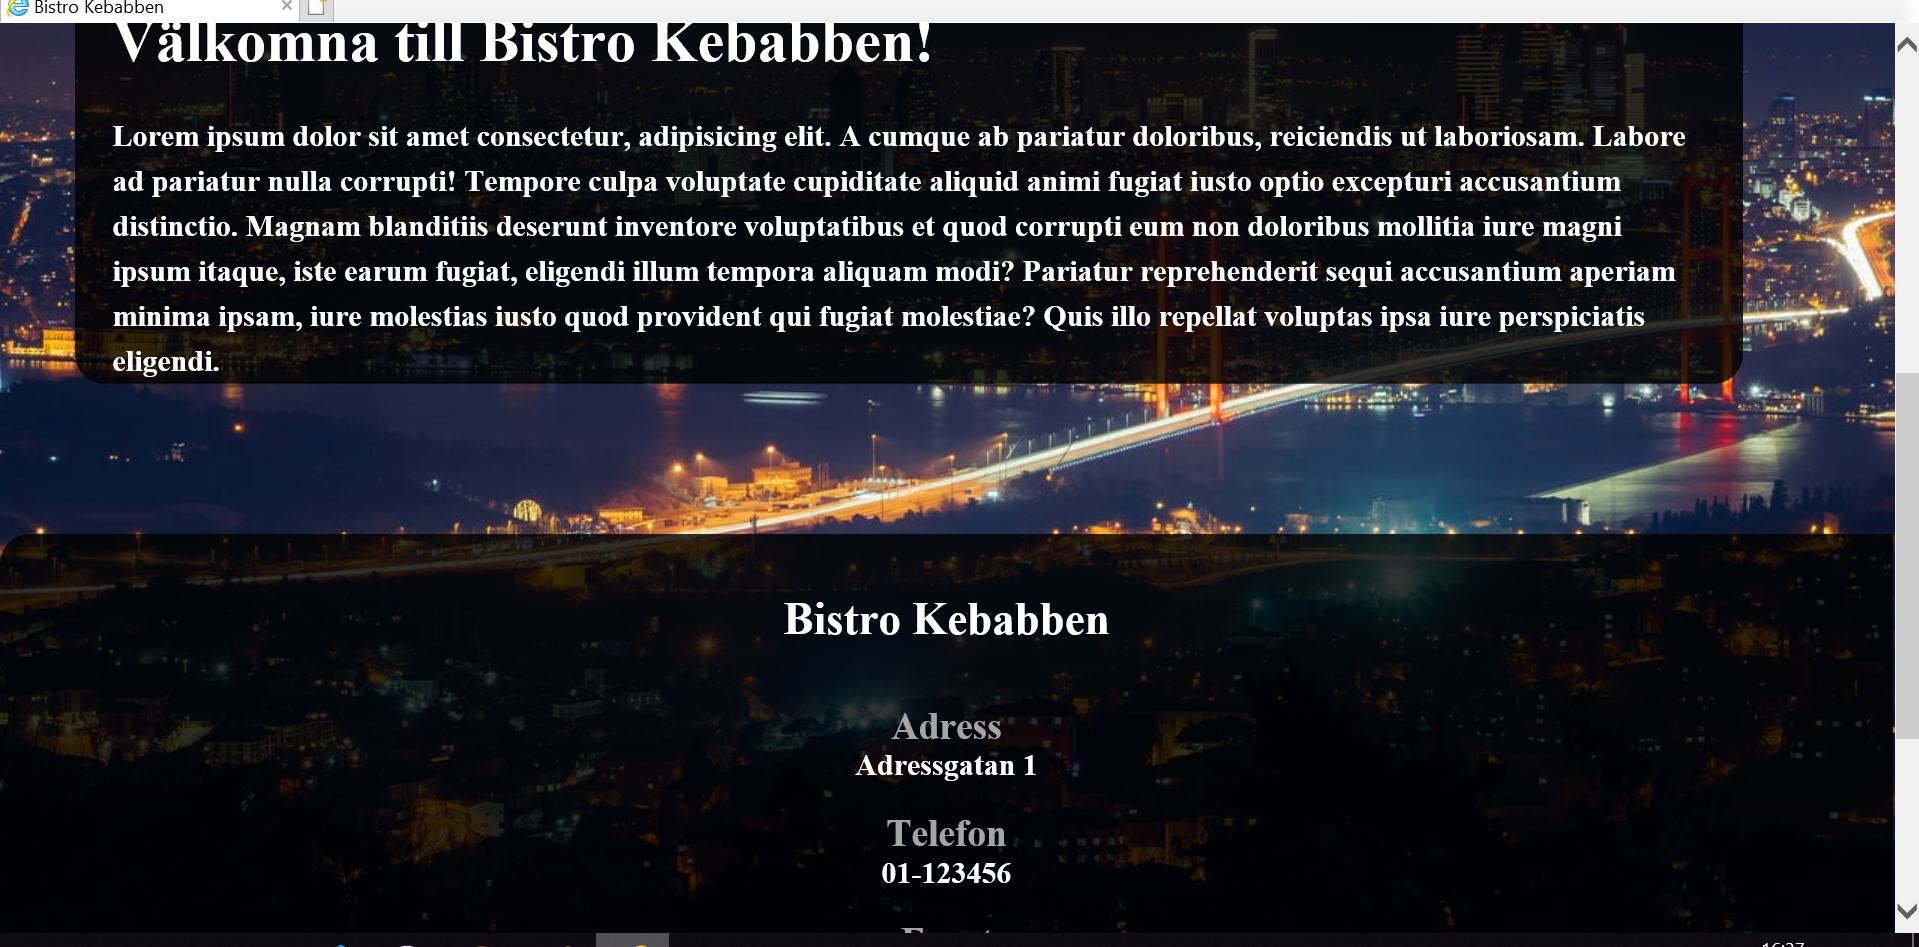 Bistro Kebabben
Välkomna till Bistro Kebabben!
Lorem ipsum dolor sit amet consectetur, adipisicing elit. A cumque ab pariatur doloribus, reiciendis ut laboriosam. Labore
ad pariatur nulla corrupti! Tempore culpa voluptate cupiditate aliquid animi fugiat iusto optio excepturi accusantium
distinctio. Magnam blanditiis deserunt inventore voluptatibus et quod corrupti eum non doloribus mollitia iure magni
ipsum itaque, iste earum fugiat, eligendi illum tempora aliquam modi? Pariatur reprehenderit sequi accusantium aperiam
minima ipsam, iure molestias iusto quod provident qui fugiat molestiae? Quis illo repellat voluptas ipsa iure perspiciatis
eligendi.
Bistro Kebabben
Adress
Adressgatan 1
Telefon
01-123456